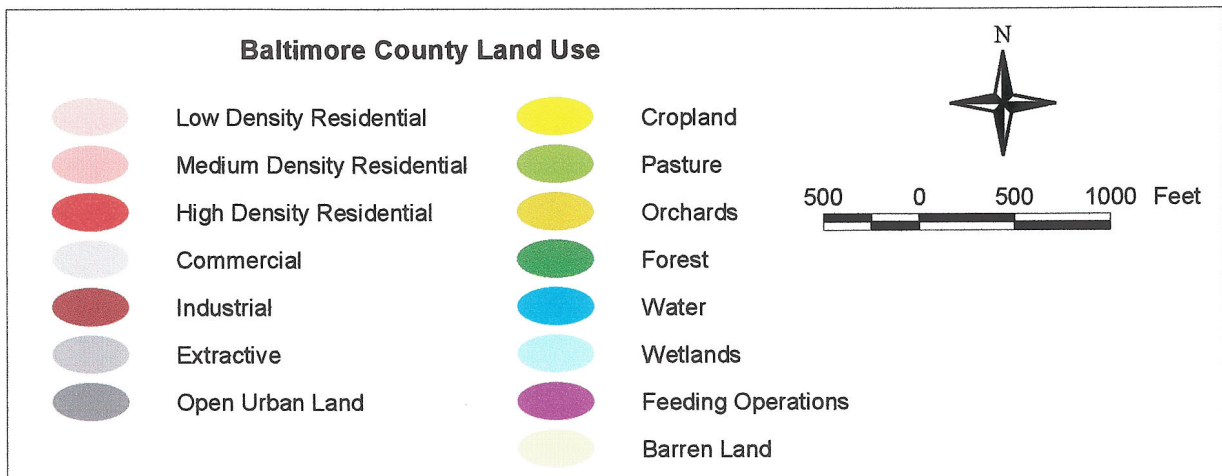 Baltimore County Land Use
Low Density Residential
Medium Density Residential
High Density Residential
Commercial
Industrial
Extractive
Open Urban Land
Cropland
Pasture
Orchards
Forest
Water
Wetlands
Feeding Operations
Barren Land
N
500 0 500 1000 Feet